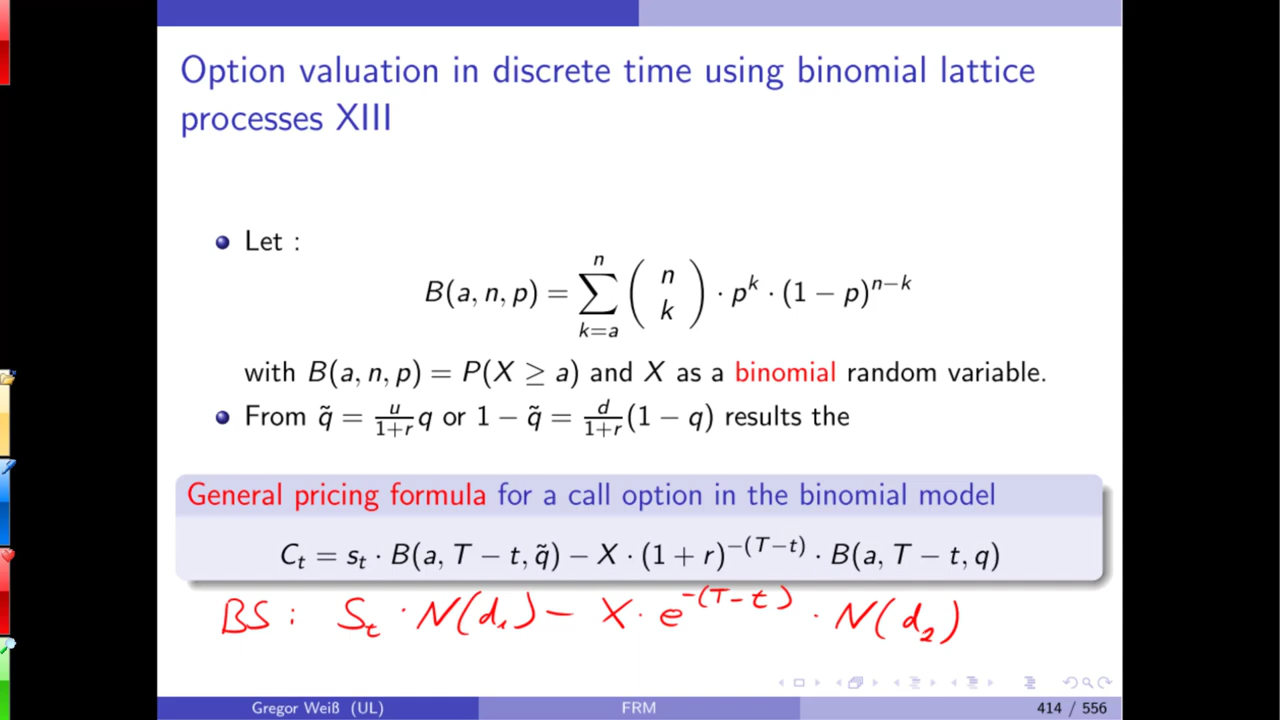 Option valuation in discrete time using binomial lattice
processes XIII
Let :
B(a, n, p) = ∑_{k=a}^{n} (n k) · p^k · (1 − p)^{n−k}
with B(a, n, p) = P(X ≥ a) and X as a binomial random variable.
From q̃ = u/(1+r) q or 1 − q̃ = d/(1+r) (1 − q) results the
General pricing formula for a call option in the binomial model
C_t = s_t · B(a, T − t, q̃) − X · (1 + r)^{−(T−t)} · B(a, T − t, q)
BS : S_t · N(d_1) − X · e^{−(T−t)} · N(d_2)
Gregor Weiß (UL) FRM 414 / 556